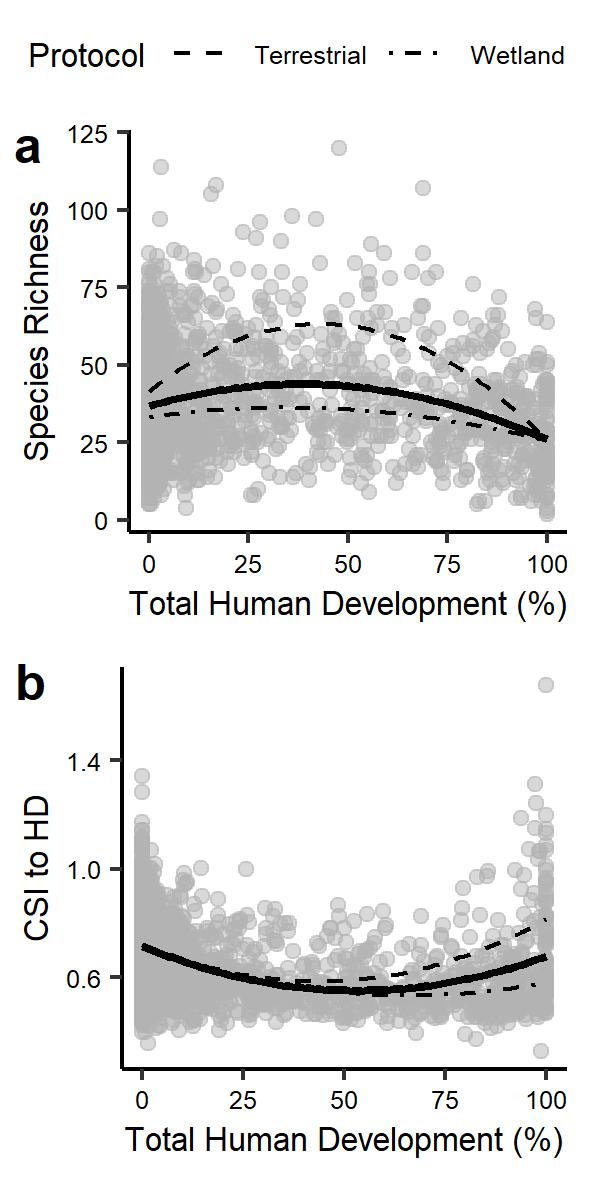 Protocol Terrestrial Wetland
a
125
100
75
50
25
0
Species Richness
0 25 50 75 100
Total Human Development (%)
b
1.4
1.0
0.6
CSI to HD
0 25 50 75 100
Total Human Development (%)